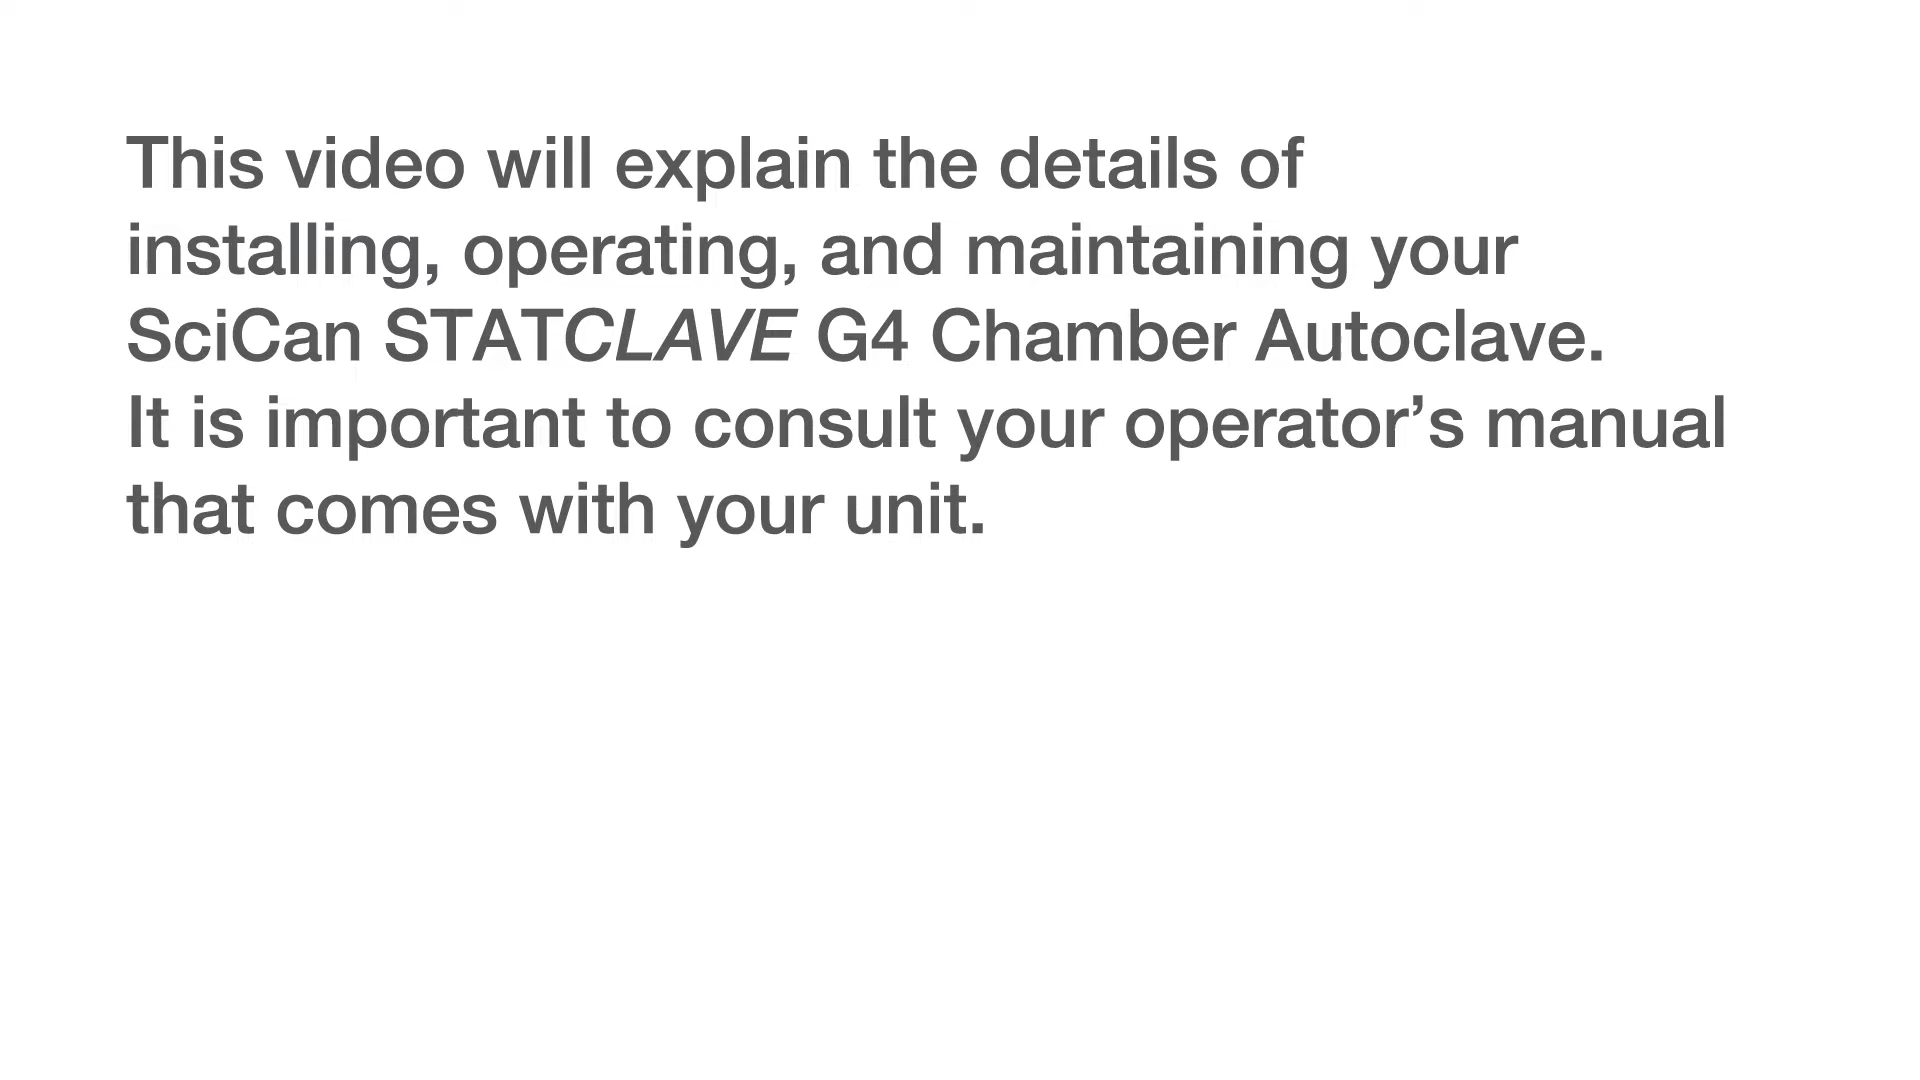 This video will explain the details of
installing, operating, and maintaining your
SciCan STATCLAVE G4 Chamber Autoclave.
It is important to consult your operator’s manual
that comes with your unit.